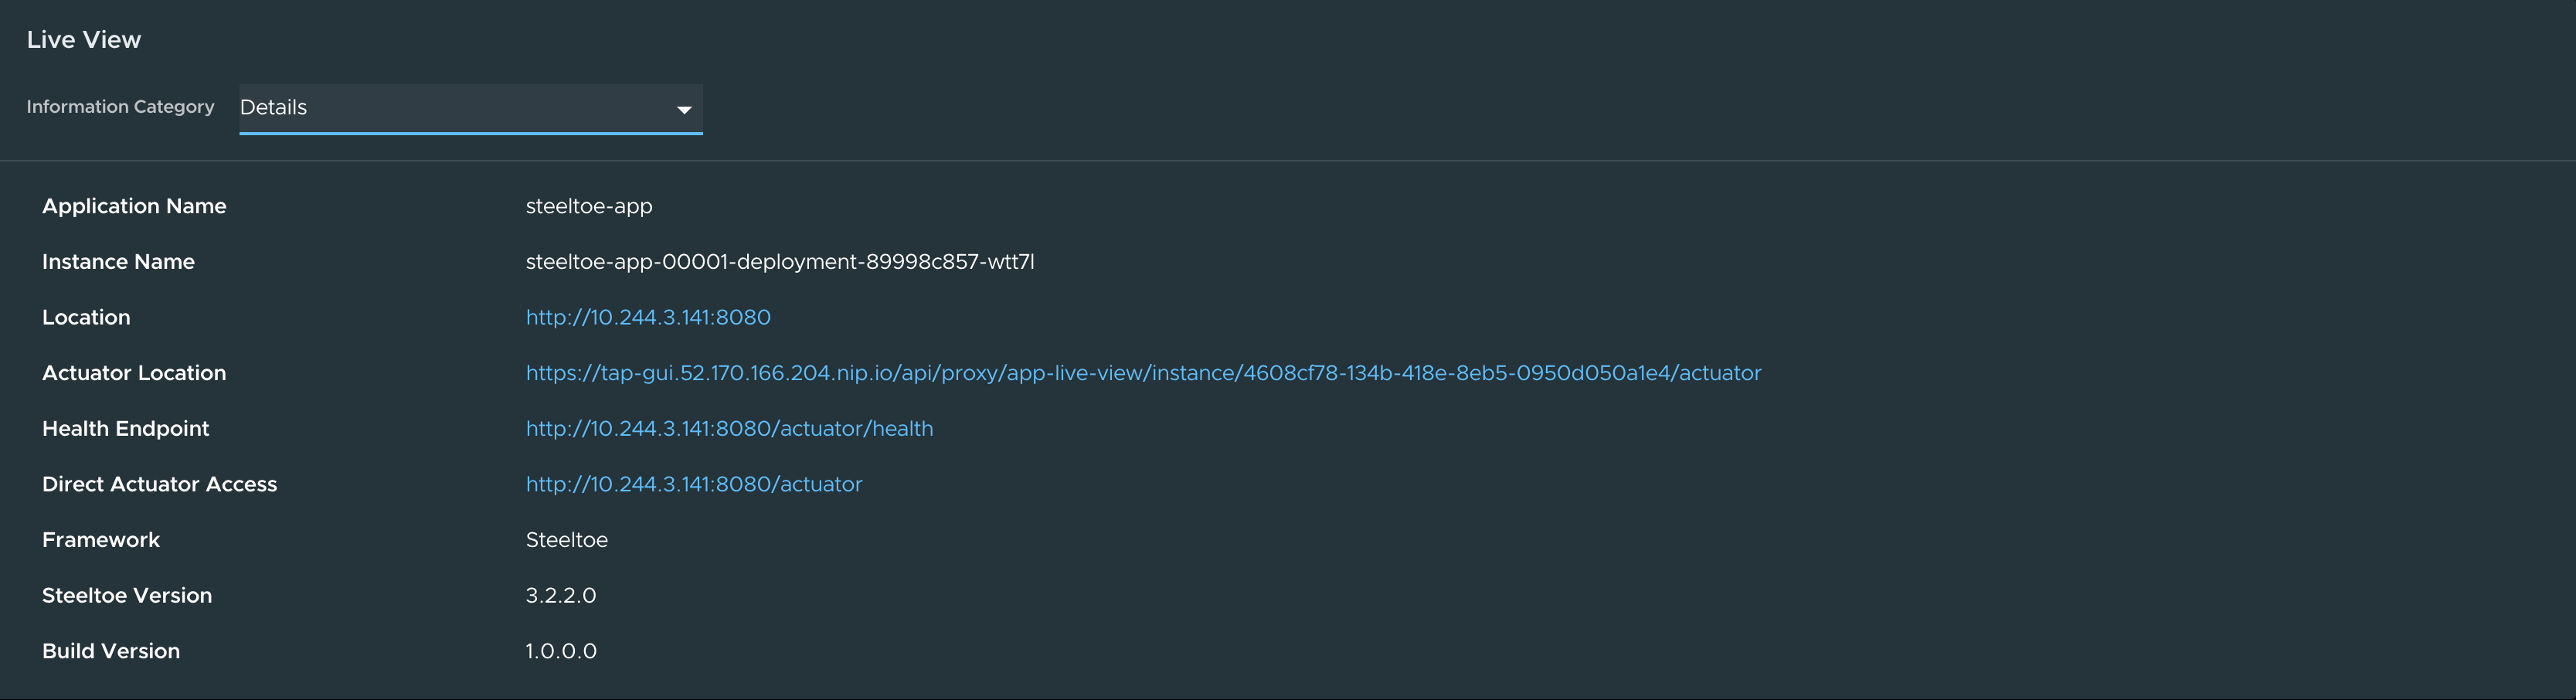 Live View
Information Category Details
Application Name steeltoe-app
Instance Name steeltoe-app-00001-deployment-89998c857-wtt7l
Location http://10.244.3.141:8080
Actuator Location https://tap-gui.52.170.166.204.nip.io/api/proxy/app-live-view/instance/4608cf78-134b-418e-8eb5-0950d050a1e4/actuator
Health Endpoint http://10.244.3.141:8080/actuator/health
Direct Actuator Access http://10.244.3.141:8080/actuator
Framework Steeltoe
Steeltoe Version 3.2.2.0
Build Version 1.0.0.0